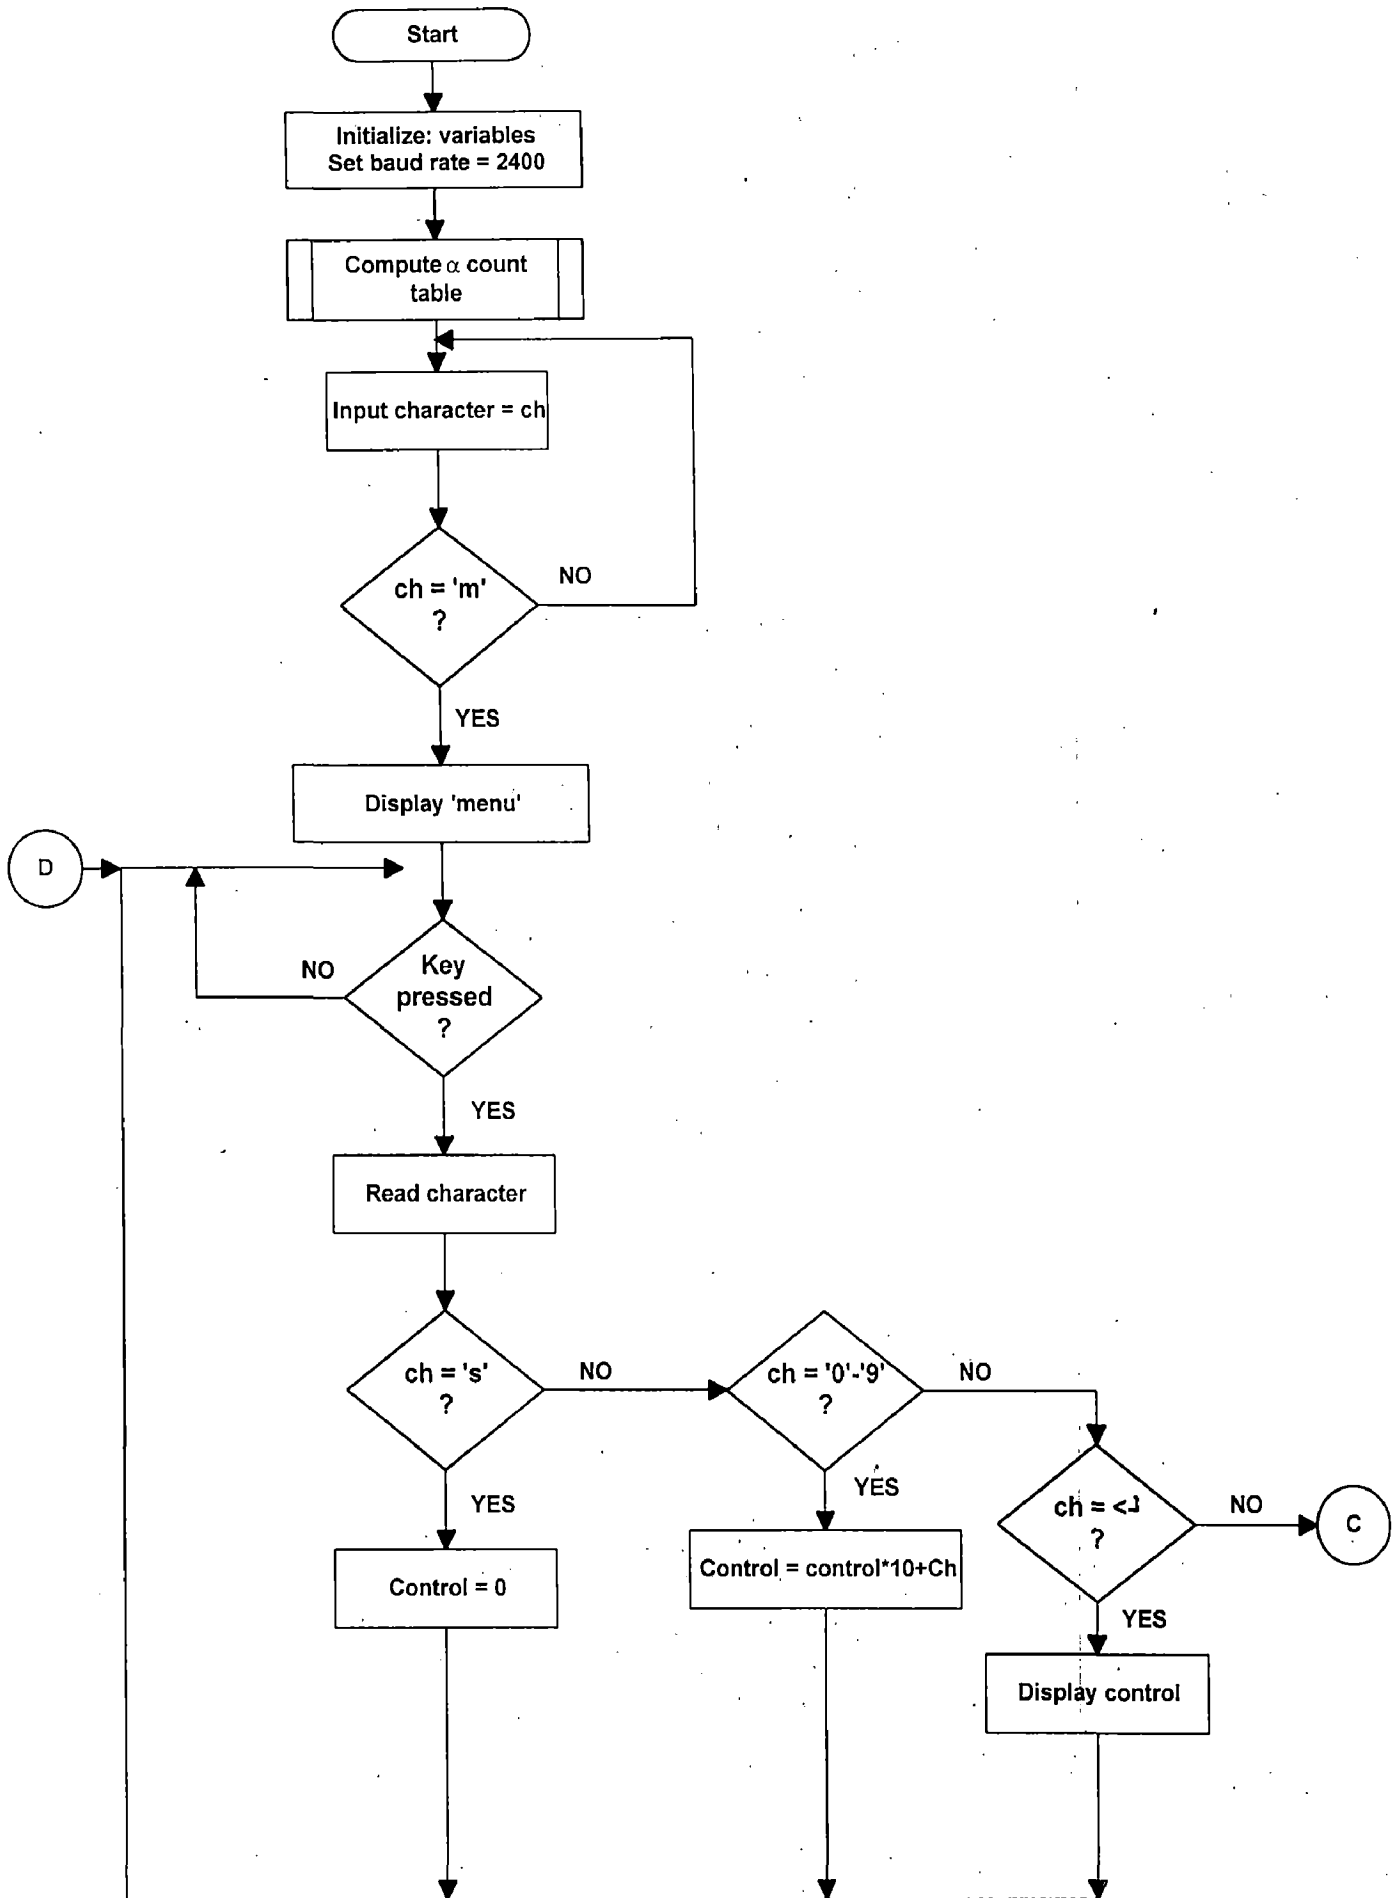 Start
Initialize: variables
Set baud rate = 2400
Compute α count
table
Input character = ch
ch = 'm'
?
NO
YES
Display 'menu'
D
NO
Key
pressed
?
YES
Read character
ch = 's'
?
NO
ch = '0'-'9'
?
NO
YES
YES
ch = <┘
?
NO
C
Control = 0
Control = control*10+Ch
YES
Display control